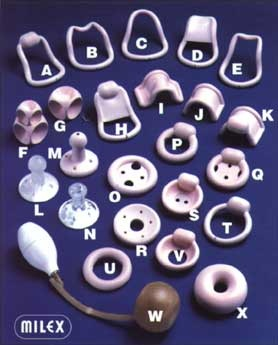 A B C D E
F G H I J K
L M N O P Q
R S T
U V W X
MILEX